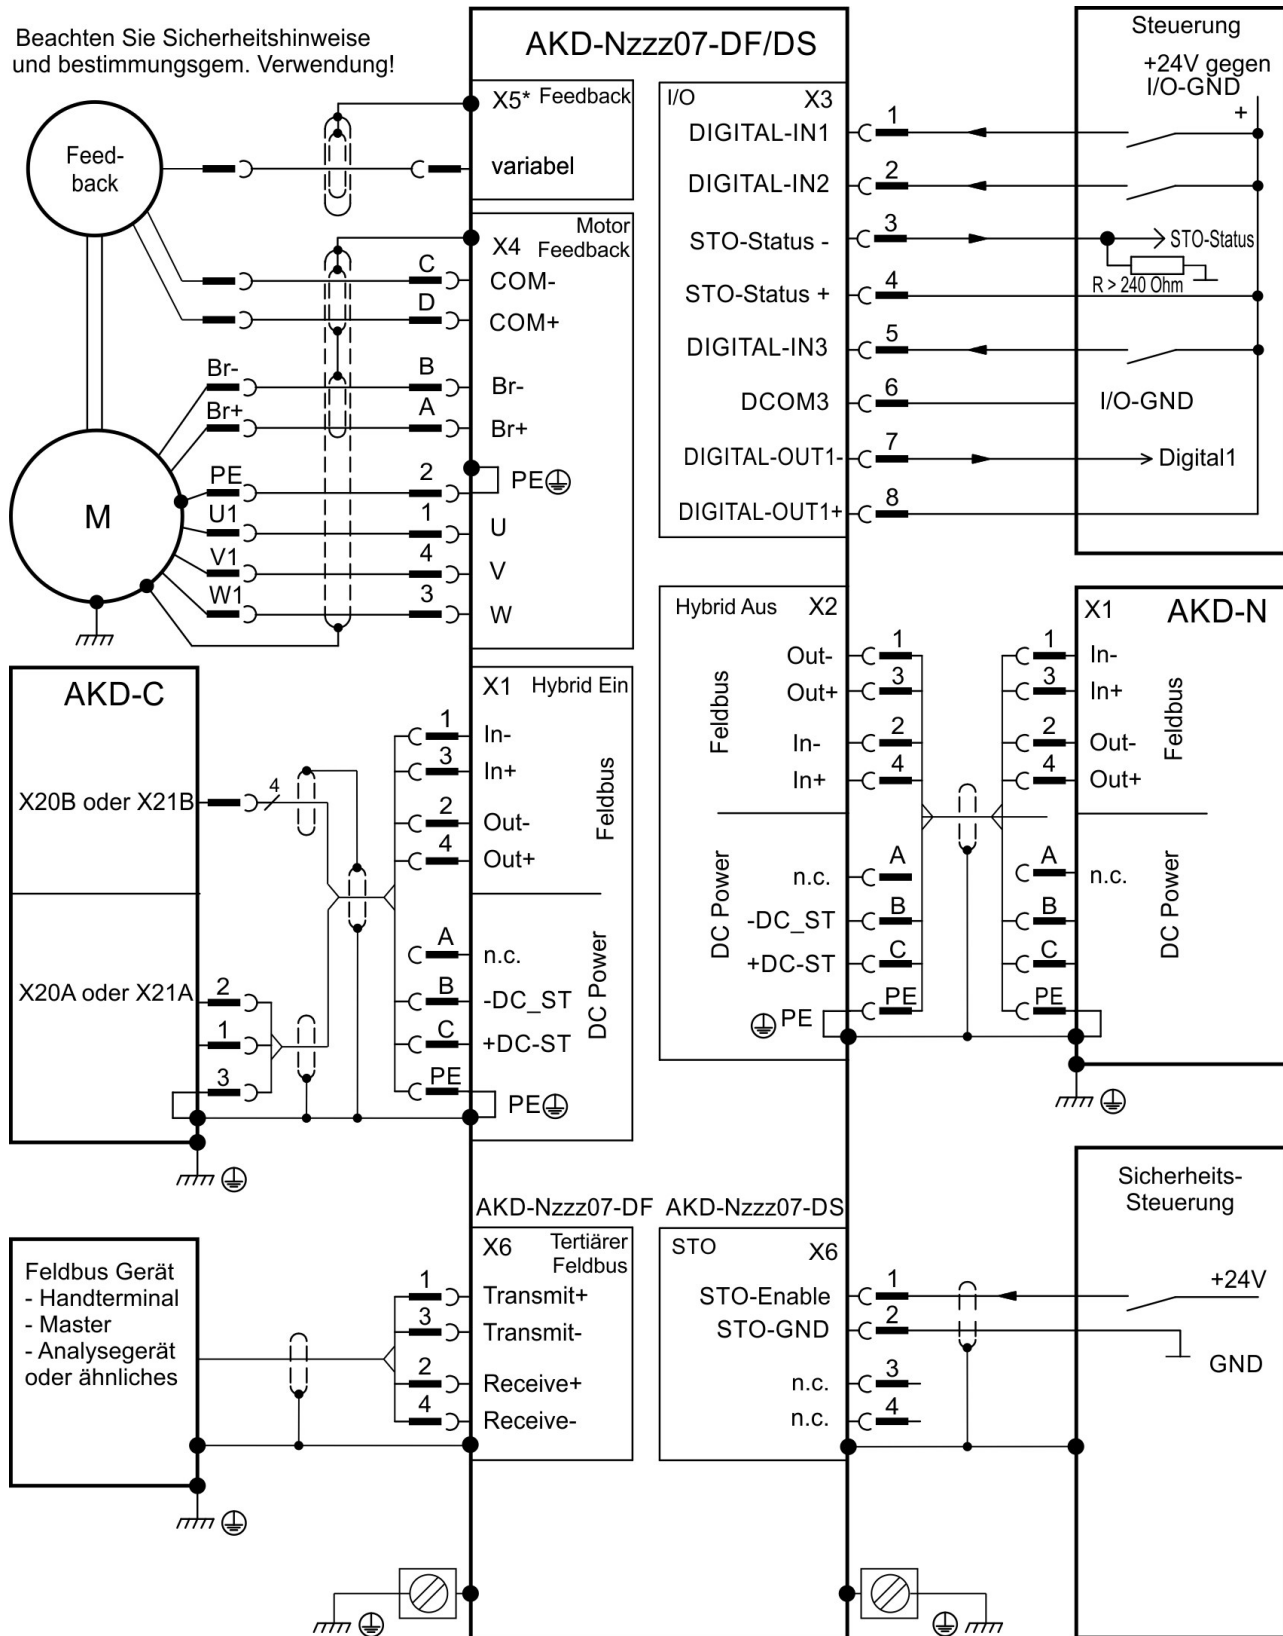 Beachten Sie Sicherheitshinweise
und bestimmungsgem. Verwendung!
AKD-Nzzz07-DF/DS
Feed-
back
X5* Feedback
variabel
X4
Motor
Feedback
C
COM-
D
COM+
Br-
B
Br-
Br+
A
Br+
PE
2
PE
U1
1
U
V1
4
V
W1
3
W
M
I/O
X3
DIGITAL-IN1
1
DIGITAL-IN2
2
STO-Status -
3
STO-Status +
4
DIGITAL-IN3
5
DCOM3
6
DIGITAL-OUT1-
7
DIGITAL-OUT1+
8
Steuerung
+24V gegen
I/O-GND
+
STO-Status
R > 240 Ohm
I/O-GND
Digital1
AKD-C
X20B oder X21B
4
X20A oder X21A
2
1
3
X1 Hybrid Ein
1
In-
3
In+
2
Out-
4
Out+
Feldbus
A
n.c.
B
-DC_ST
C
+DC-ST
PE
PE
DC Power
Hybrid Aus
X2
Out-
1
Out+
3
In-
2
In+
4
Feldbus
n.c.
A
-DC_ST
B
+DC-ST
C
PE
PE
DC Power
X1
AKD-N
1
In-
3
In+
2
Out-
4
Out+
Feldbus
A
n.c.
B
C
PE
DC Power
AKD-Nzzz07-DF
X6
Tertiärer
Feldbus
1
Transmit+
3
Transmit-
2
Receive+
4
Receive-
Feldbus Gerät
- Handterminal
- Master
- Analysegerät
oder ähnliches
AKD-Nzzz07-DS
STO
X6
STO-Enable
1
STO-GND
2
n.c.
3
n.c.
4
Sicherheits-
Steuerung
+24V
GND